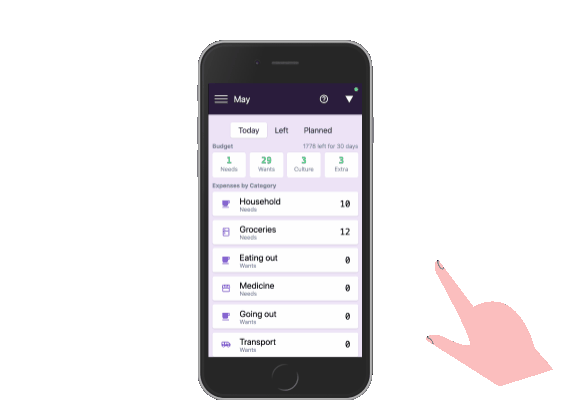 May
Today Left Planned
Budget 1778 left for 30 days
1 29 3 3
Needs Wants Culture Extra
Expenses by Category
Household 10
Needs
Groceries 12
Needs
Eating out 0
Wants
Medicine 0
Needs
Going out 0
Wants
Transport 0
Wants